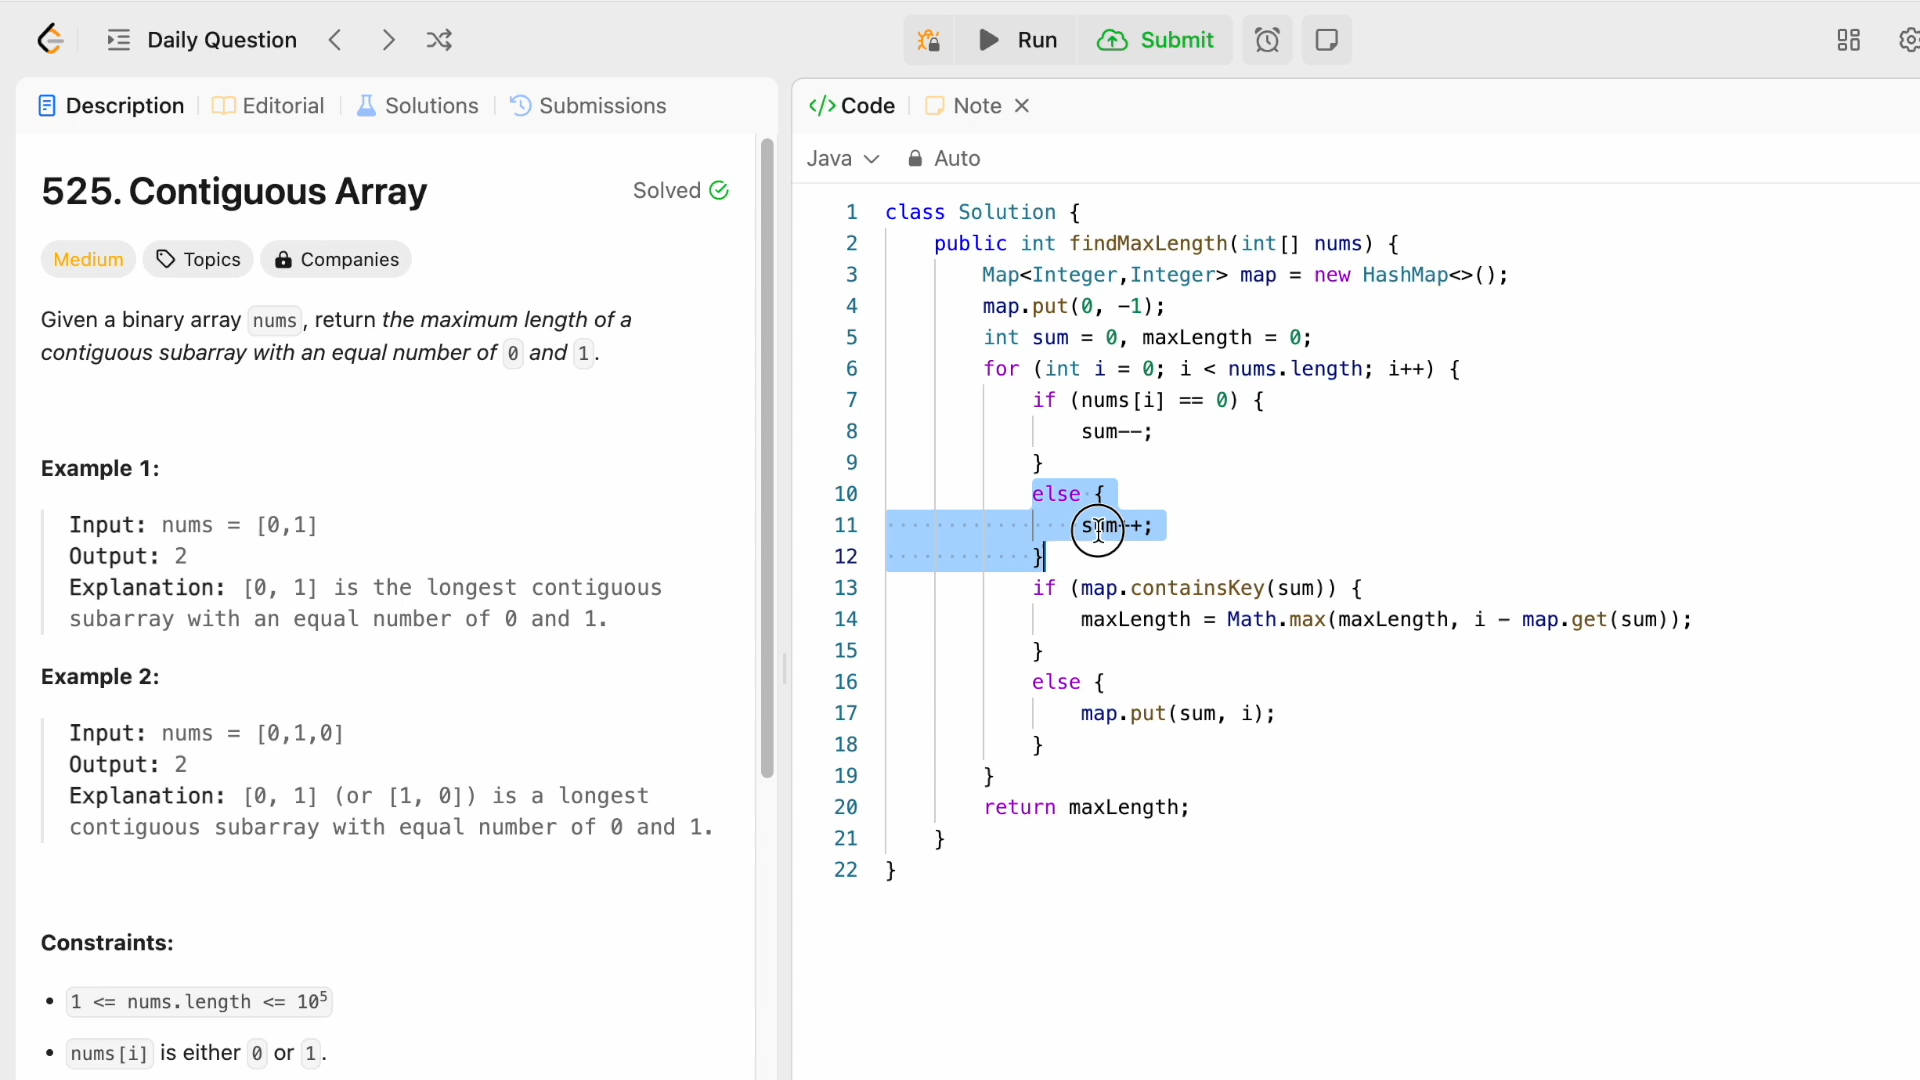 Daily Question
Run
Submit
Description
Editorial
Solutions
Submissions
525. Contiguous Array
Solved
Medium
Topics
Companies
Given a binary array nums, return the maximum length of a
contiguous subarray with an equal number of 0 and 1.
Example 1:
Input: nums = [0,1]
Output: 2
Explanation: [0, 1] is the longest contiguous
subarray with an equal number of 0 and 1.
Example 2:
Input: nums = [0,1,0]
Output: 2
Explanation: [0, 1] (or [1, 0]) is a longest
contiguous subarray with equal number of 0 and 1.
Constraints:
• 1 <= nums.length <= 10⁵
• nums[i] is either 0 or 1.
</> Code
Note
Java
Auto
1 class Solution {
2     public int findMaxLength(int[] nums) {
3         Map<Integer,Integer> map = new HashMap<>();
4         map.put(0, -1);
5         int sum = 0, maxLength = 0;
6         for (int i = 0; i < nums.length; i++) {
7             if (nums[i] == 0) {
8                 sum--;
9             }
10             else {
11                 sum++;
12             }
13             if (map.containsKey(sum)) {
14                 maxLength = Math.max(maxLength, i - map.get(sum));
15             }
16             else {
17                 map.put(sum, i);
18             }
19         }
20         return maxLength;
21     }
22 }